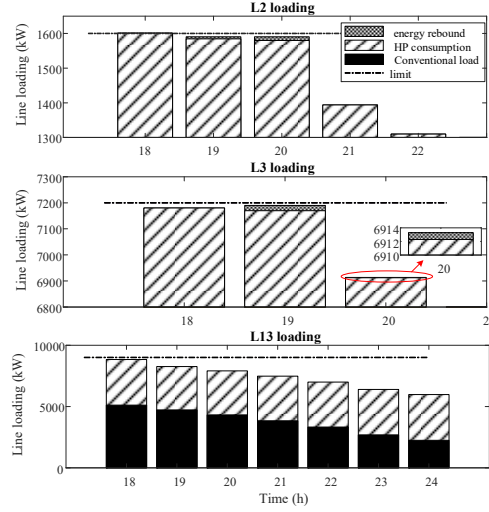 L2 loading
Line loading (kW)
1600
1500
1400
1300
energy rebound
HP consumption
Conventional load
limit
18 19 20 21 22
L3 loading
Line loading (kW)
7200
7100
7000
6900
6800
6914
6912
6910
20
18 19 20 2
L13 loading
Line loading (kW)
10000
5000
0
18 19 20 21 22 23 24
Time (h)